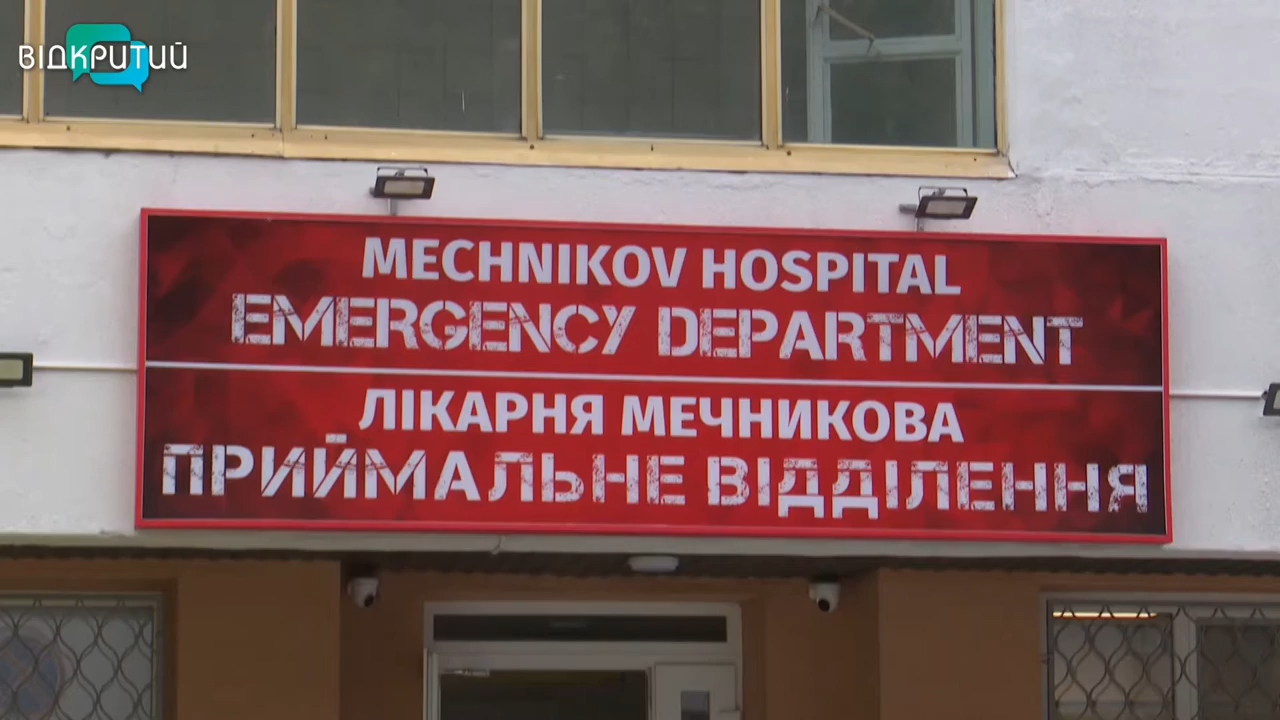 ВІДКРИТИЙ
MECHNIKOV HOSPITAL
EMERGENCY DEPARTMENT
ЛІКАРНЯ МЕЧНИКОВА
ПРИЙМАЛЬНЕ ВІДДІЛЕННЯ